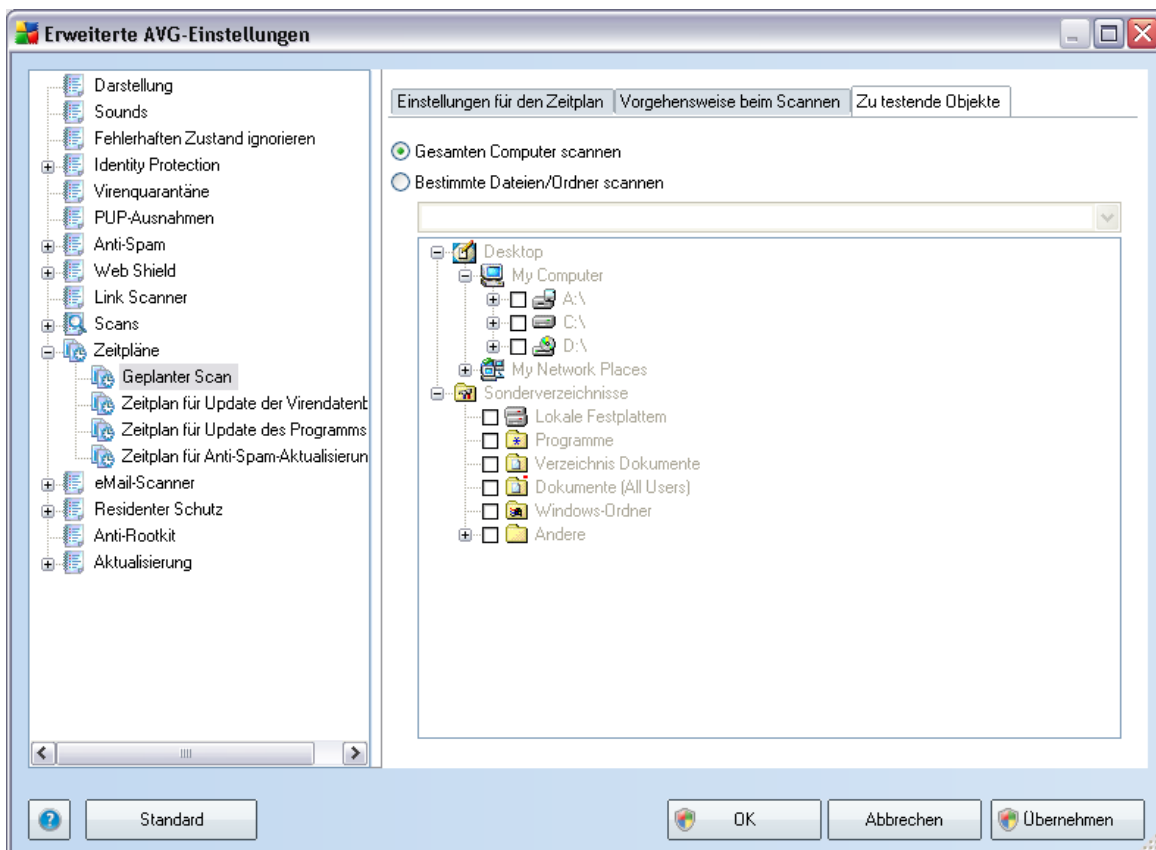 Erweiterte AVG-Einstellungen
Darstellung
Sounds
Fehlerhaften Zustand ignorieren
Identity Protection
Virenquarantäne
PUP-Ausnahmen
Anti-Spam
Web Shield
Link Scanner
Scans
Zeitpläne
Geplanter Scan
Zeitplan für Update der Virendatenb
Zeitplan für Update des Programms
Zeitplan für Anti-Spam-Aktualisierun
eMail-Scanner
Residenter Schutz
Anti-Rootkit
Aktualisierung
Einstellungen für den Zeitplan
Vorgehensweise beim Scannen
Zu testende Objekte
Gesamten Computer scannen
Bestimmte Dateien/Ordner scannen
Desktop
My Computer
A:\
C:\
D:\
My Network Places
Sonderverzeichnisse
Lokale Festplattem
Programme
Verzeichnis Dokumente
Dokumente (All Users)
Windows-Ordner
Andere
Standard
OK
Abbrechen
Übernehmen